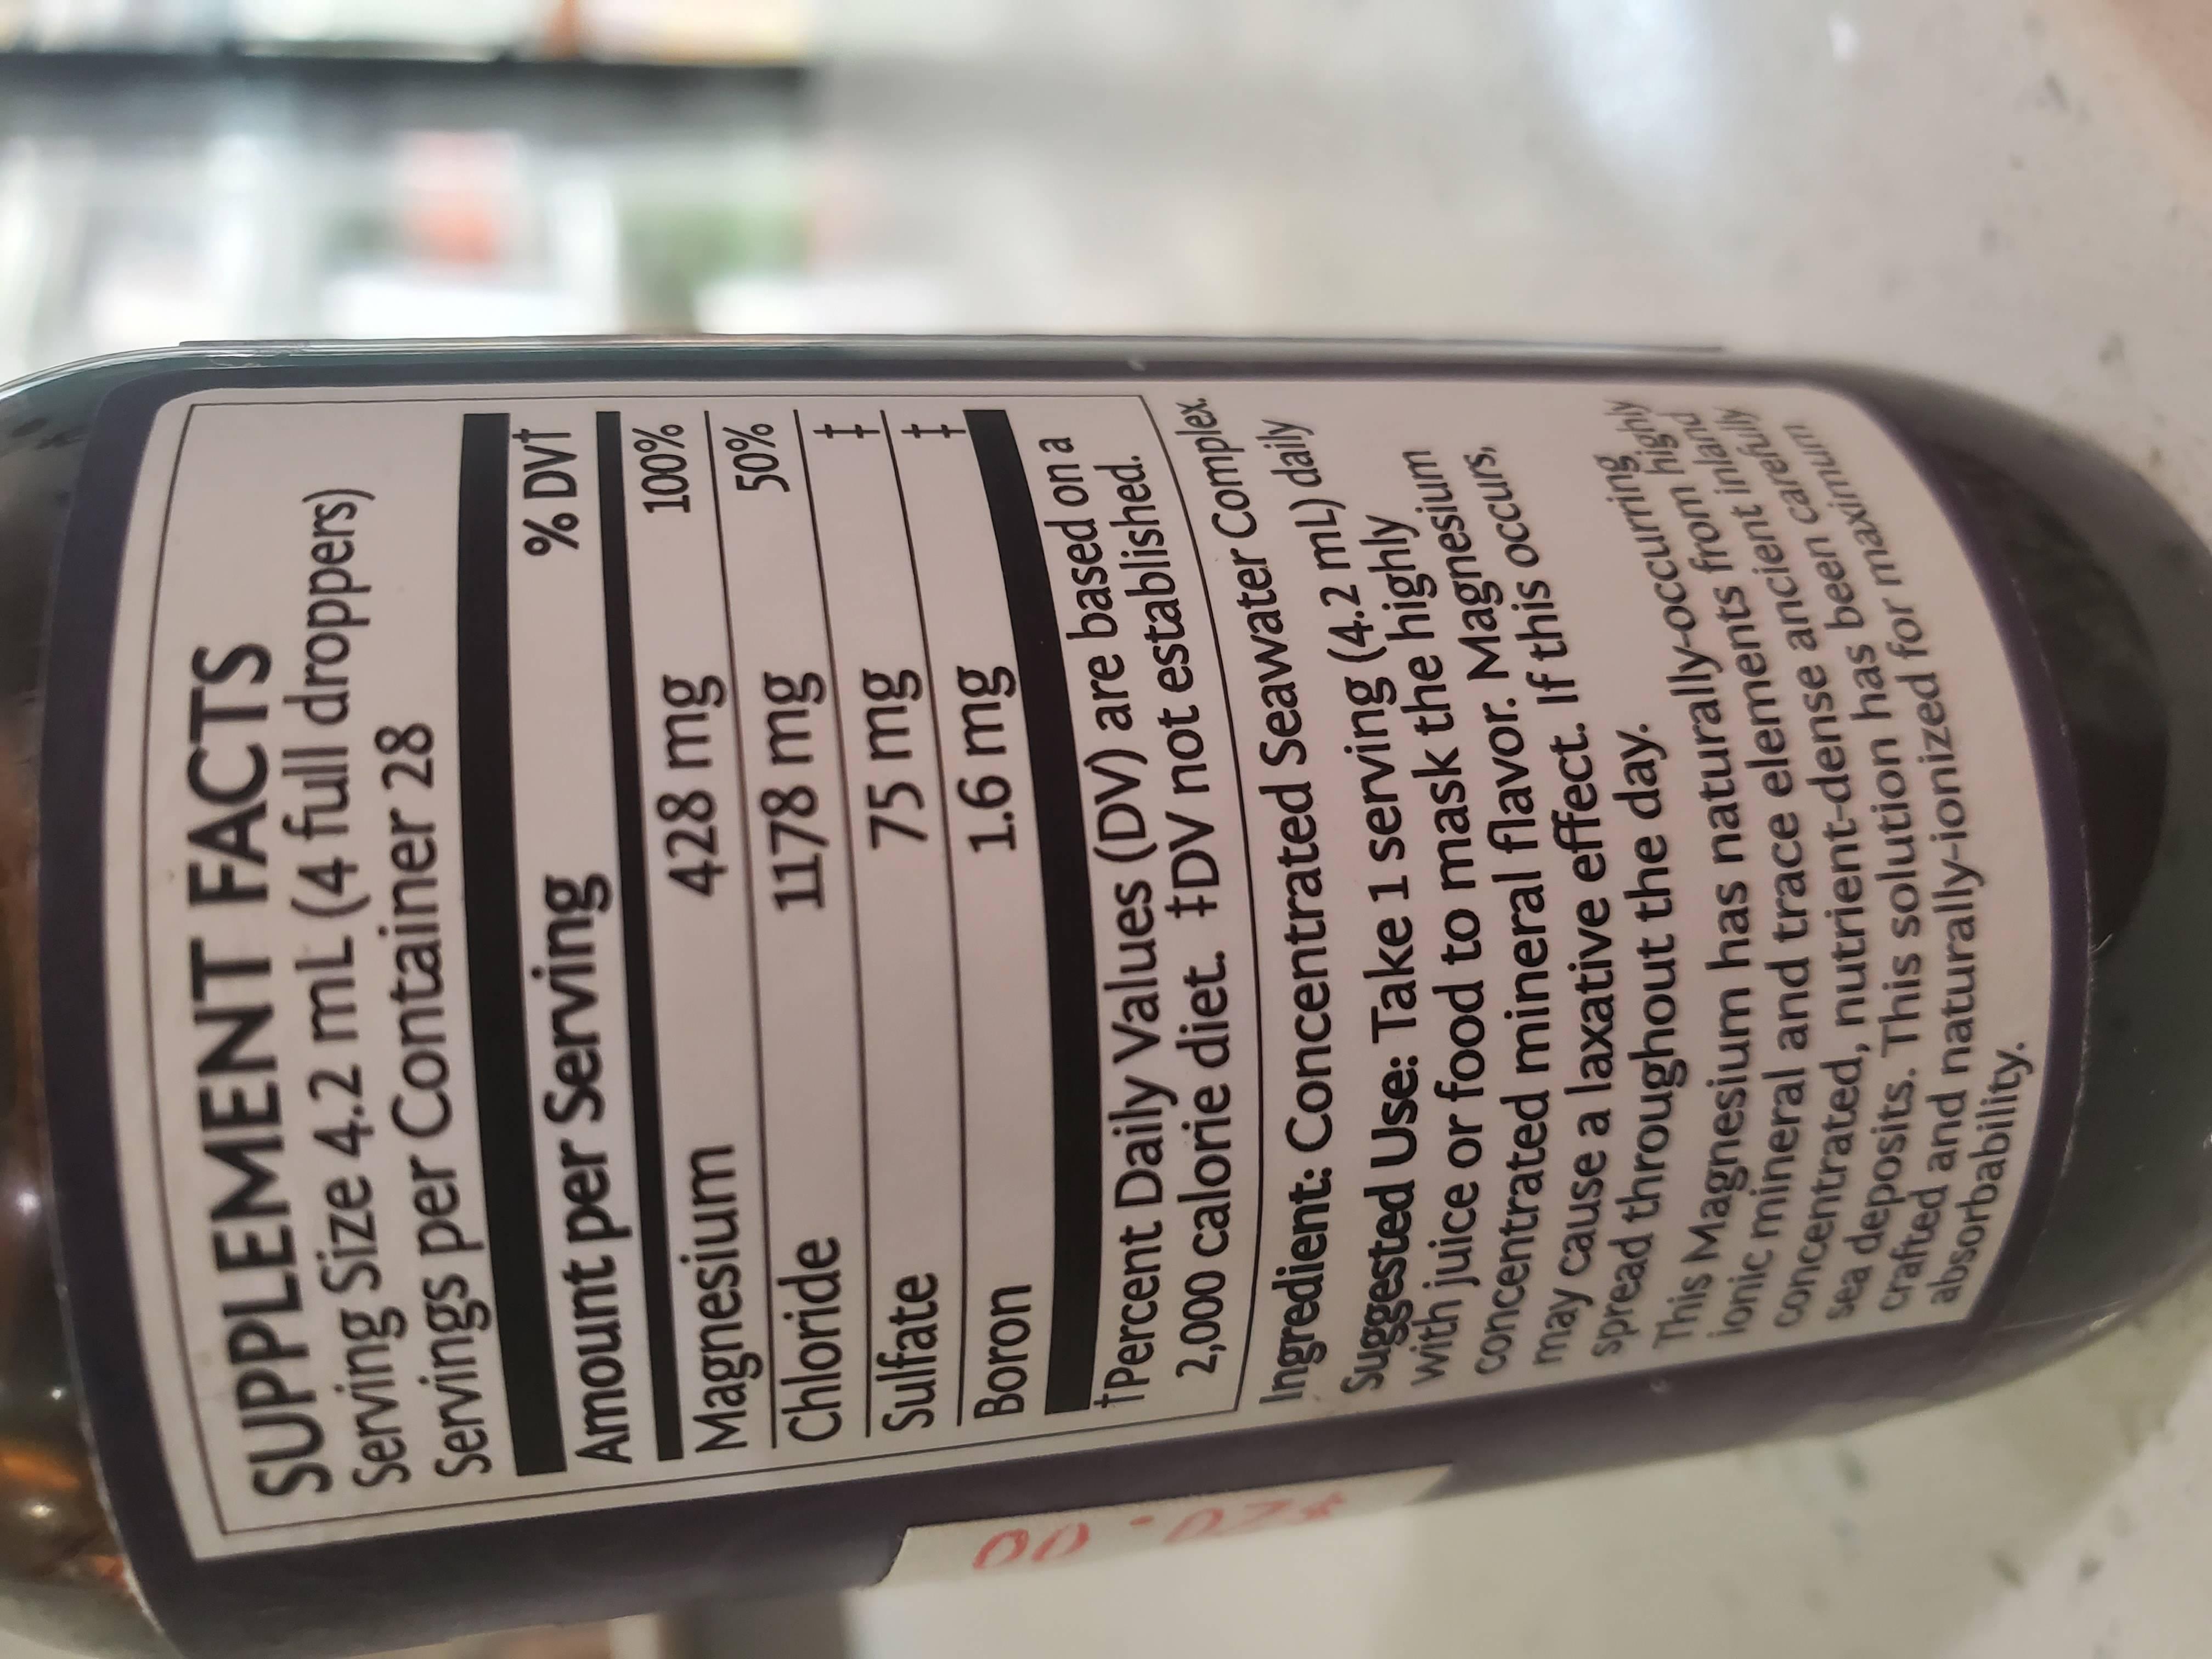 SUPPLEMENT FACTS
Serving Size 4.2 mL (4 full droppers)
Servings per Container 28
Amount per Serving % DV†
Magnesium 428 mg 100%
Chloride 1178 mg 50%
Sulfate 75 mg ‡
Boron 1.6 mg ‡
†Percent Daily Values (DV) are based on a
2,000 calorie diet. ‡DV not established.
Ingredient: Concentrated Seawater Complex
Suggested Use: Take 1 serving (4.2 mL) daily
with juice or food to mask the highly
concentrated mineral flavor. Magnesium
may cause a laxative effect. If this occurs,
spread throughout the day.
This Magnesium has naturally-occurring
ionic mineral and trace elements from highly
concentrated, nutrient-dense ancient inland
sea deposits. This solution has been carefully
crafted and naturally-ionized for maximum
absorbability.